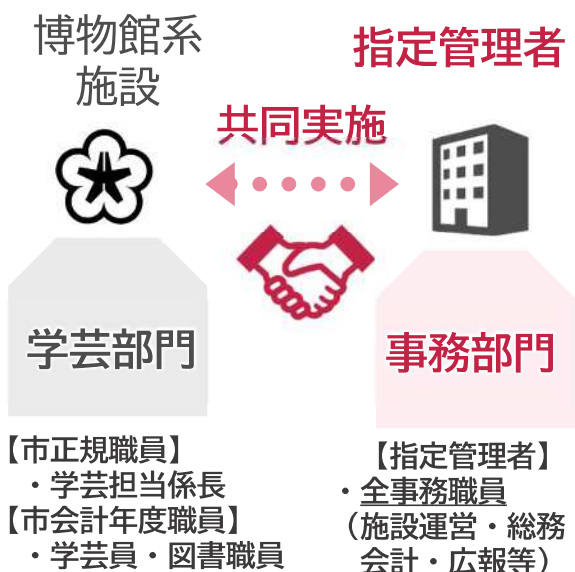 博物館系
施設
指定管理者
共同実施
学芸部門
事務部門
【市正規職員】
・学芸担当係長
【市会計年度職員】
・学芸員・図書職員
【指定管理者】
・全事務職員
（施設運営・総務
会計・広報等）